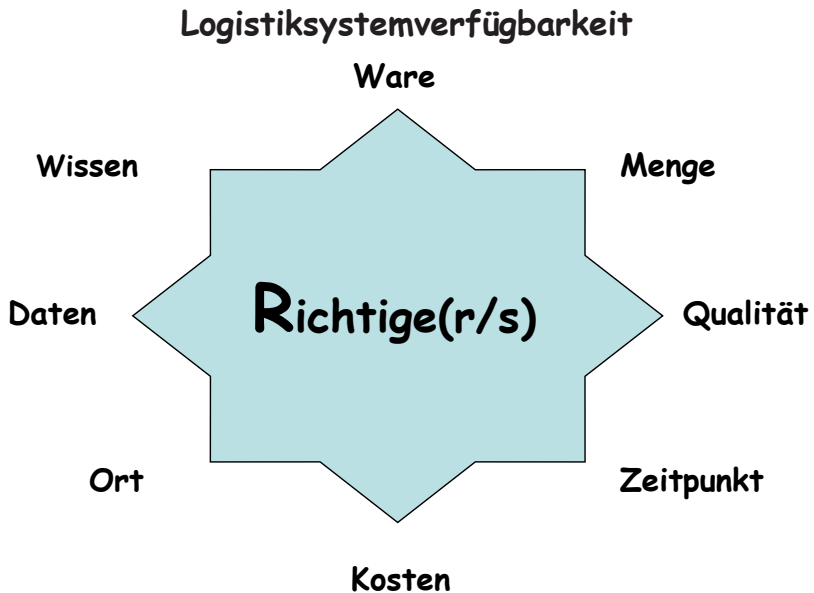 Logistiksystemverfügbarkeit
Ware
Wissen
Menge
Daten
Richtige(r/s)
Qualität
Ort
Zeitpunkt
Kosten